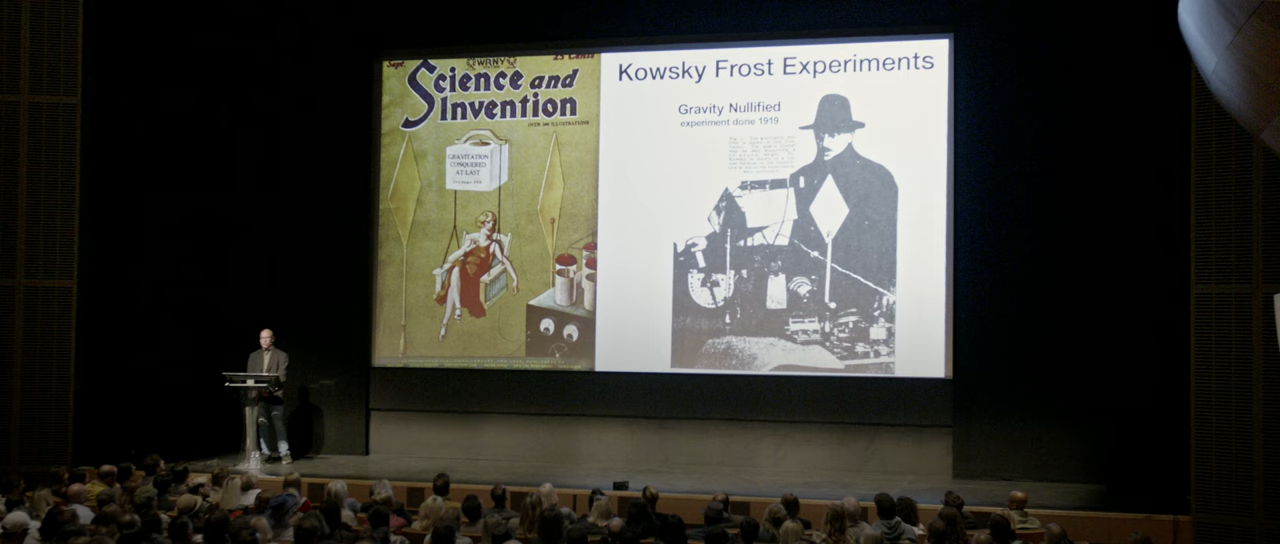 Sept.
WRNY
25 Cents
Science and
Invention
OVER 300 ILLUSTRATIONS
GRAVITATION
CONQUERED
AT LAST
Kowsky Frost Experiments
Gravity Nullified
experiment done 1919